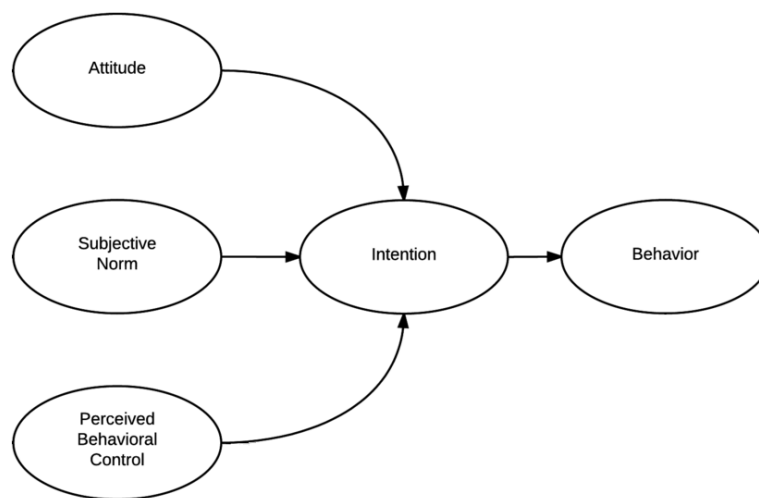 Attitude
Subjective
Norm
Intention
Behavior
Perceived
Behavioral
Control